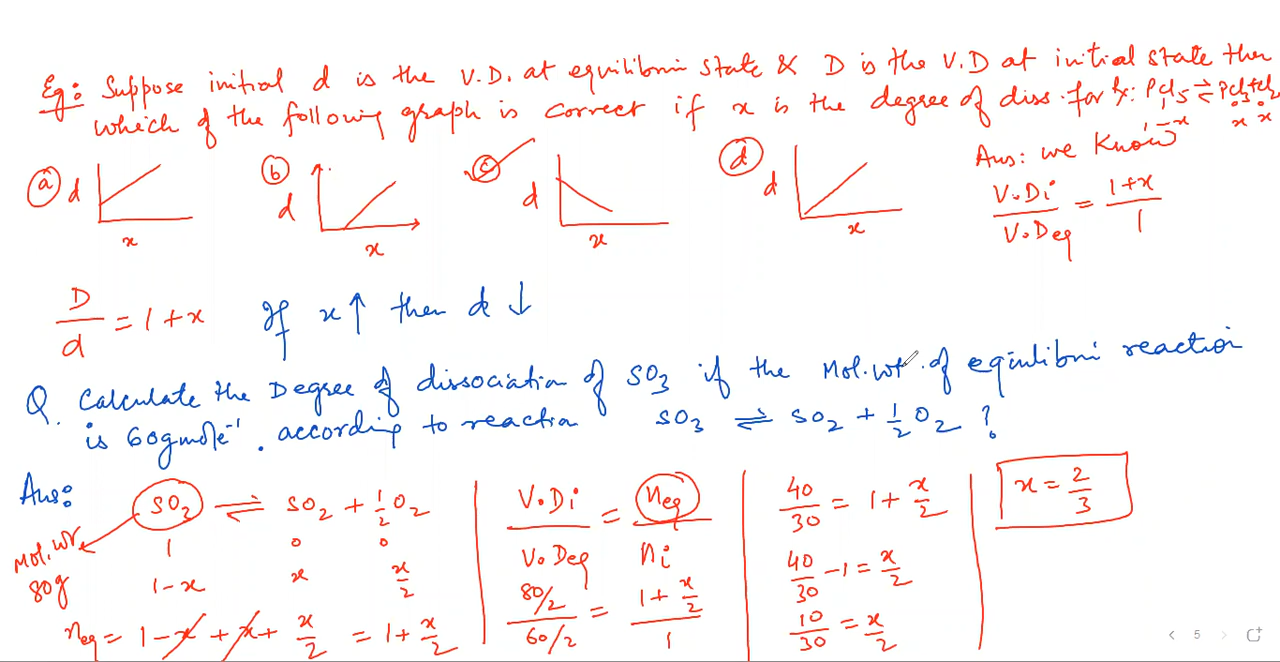 Eg: Suppose initial d is the V.D. at equilibrium state & D is the V.D at initial state then
which of the following graph is correct if x is the degree of diss. for Rx: PCl5 ⇌ PCl3 + Cl2
1-x x x
(a) d x (b) d x (c) d x (d) d x
Ans: we know
V.Di / V.Deq = 1+x / 1
D / d = 1+x If x ↑ then d ↓
Q. Calculate the Degree of dissociation of SO3 if the Mol.wt. of equilibrium reaction
is 60gmole⁻¹. according to reaction SO3 ⇌ SO2 + 1/2 O2 ?
Ans:
SO2 ⇌ SO2 + 1/2 O2
Mol.wt 1 0 0
80g 1-x x x/2
neq = 1-x+x+ x/2 = 1+ x/2
V.Di / V.Deq = neq / ni
80/2 / 60/2 = 1+ x/2 / 1
40/30 = 1+ x/2
40/30 -1 = x/2
10/30 = x/2
x = 2/3
5